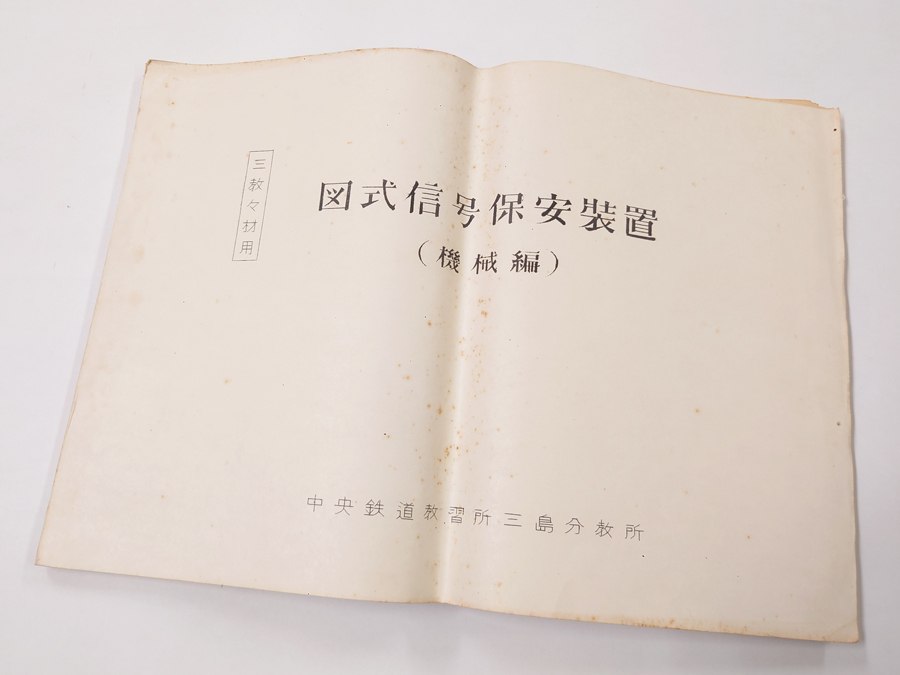 三教々材用
図式信号保安裝置
(機械編)
中央鉄道教習所三島分教所